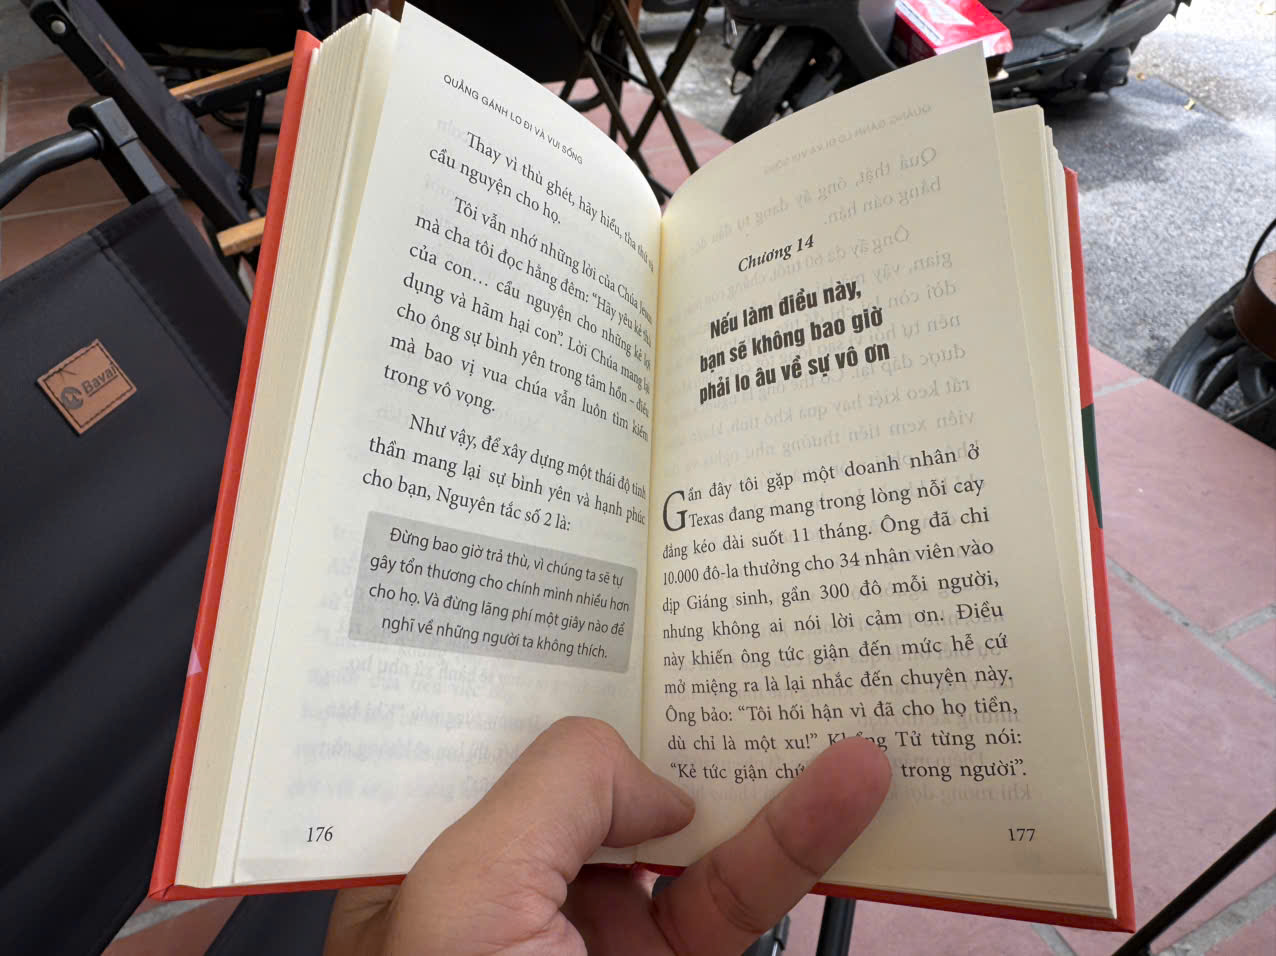 QUẲNG GÁNH LO ĐI VÀ VUI SỐNG
Thay vì thù ghét, hãy hiểu, tha thứ và
cầu nguyện cho họ.
Tôi vẫn nhớ những lời của Chúa Jesus
mà cha tôi đọc hằng đêm: “Hãy yêu kẻ thù
của con… cầu nguyện cho những kẻ lợi
dụng và hãm hại con”. Lời Chúa mang lại
cho ông sự bình yên trong tâm hồn – điều
mà bao vị vua chúa vẫn luôn tìm kiếm
trong vô vọng.
Như vậy, để xây dựng một thái độ tinh
thần mang lại sự bình yên và hạnh phúc
cho bạn, Nguyên tắc số 2 là:
Đừng bao giờ trả thù, vì chúng ta sẽ tự
gây tổn thương cho chính mình nhiều hơn
cho họ. Và đừng lãng phí một giây nào để
nghĩ về những người ta không thích.
176
Chương 14
Nếu làm điều này,
bạn sẽ không bao giờ
phải lo âu về sự vô ơn
Gần đây tôi gặp một doanh nhân ở
Texas đang mang trong lòng nỗi cay
đắng kéo dài suốt 11 tháng. Ông đã chi
10.000 đô-la thưởng cho 34 nhân viên vào
dịp Giáng sinh, gần 300 đô mỗi người,
nhưng không ai nói lời cảm ơn. Điều
này khiến ông tức giận đến mức hễ cứ
mở miệng ra là lại nhắc đến chuyện này.
Ông bảo: “Tôi hối hận vì đã cho họ tiền,
dù chỉ là một xu!” Khổng Tử từng nói:
“Kẻ tức giận trong người”.
177
Bavan